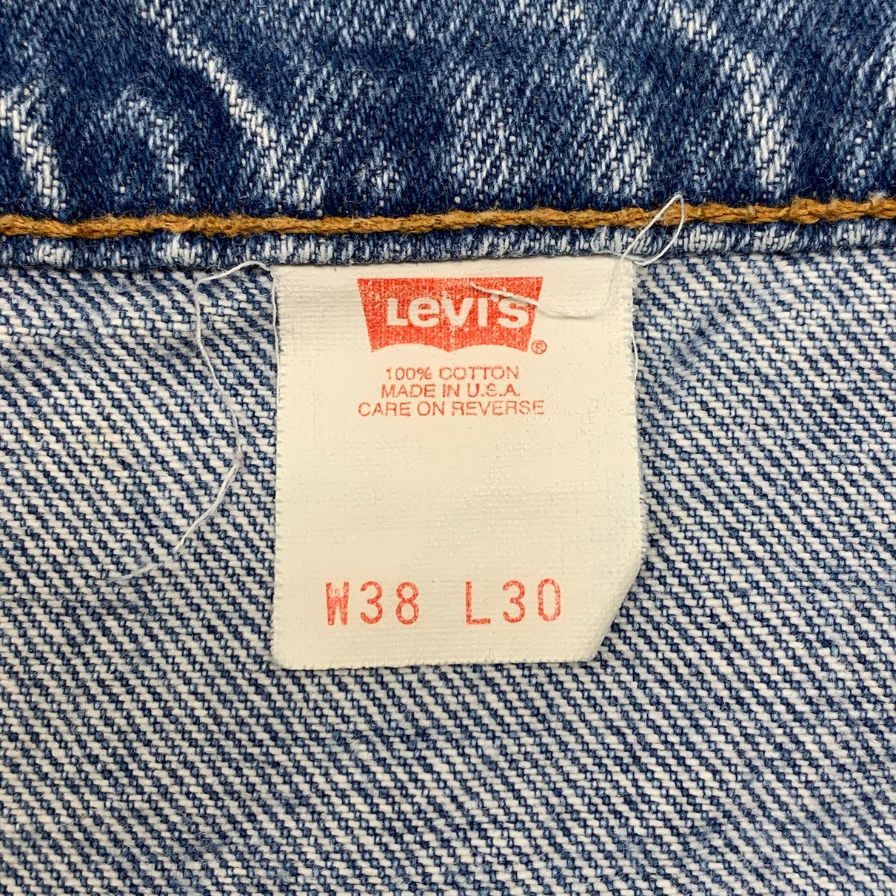 LeVI'S ®
100% COTTON
MADE IN U.S.A.
CARE ON REVERSE
W38 L30